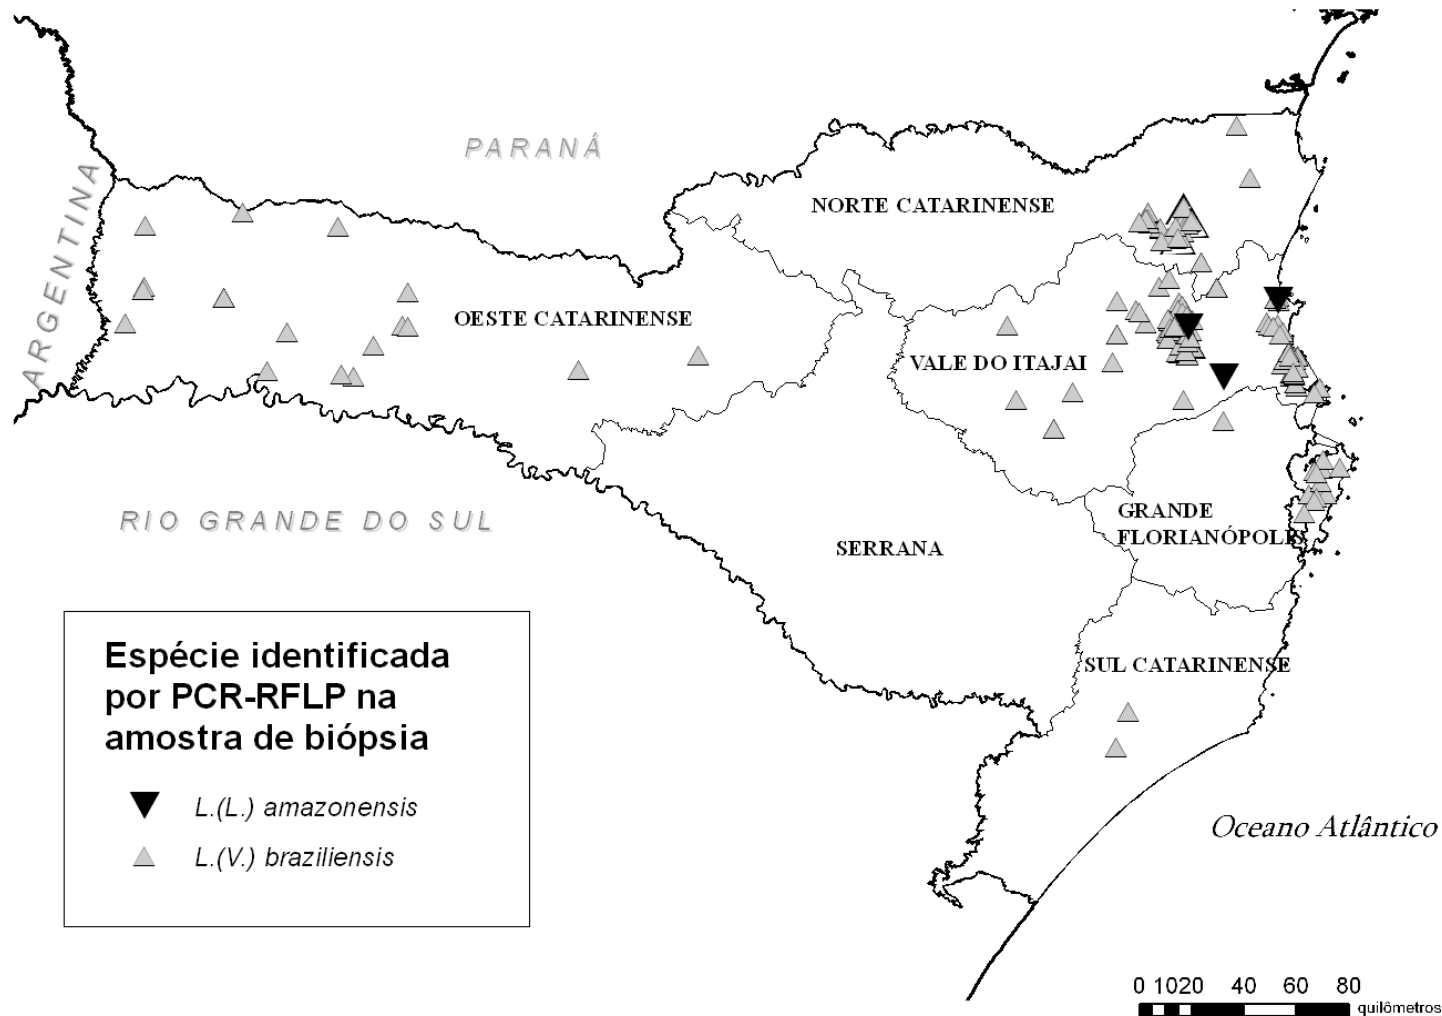 PARANÁ
ARGENTINA
NORTE CATARINENSE
OESTE CATARINENSE
VALE DO ITAJAI
RIO GRANDE DO SUL
GRANDE
FLORIANÓPOLIS
SERRANA
SUL CATARINENSE
Espécie identificada
por PCR-RFLP na
amostra de biópsia
L.(L.) amazonensis
L.(V.) braziliensis
Oceano Atlântico
0 10 20 40 60 80
quilômetros